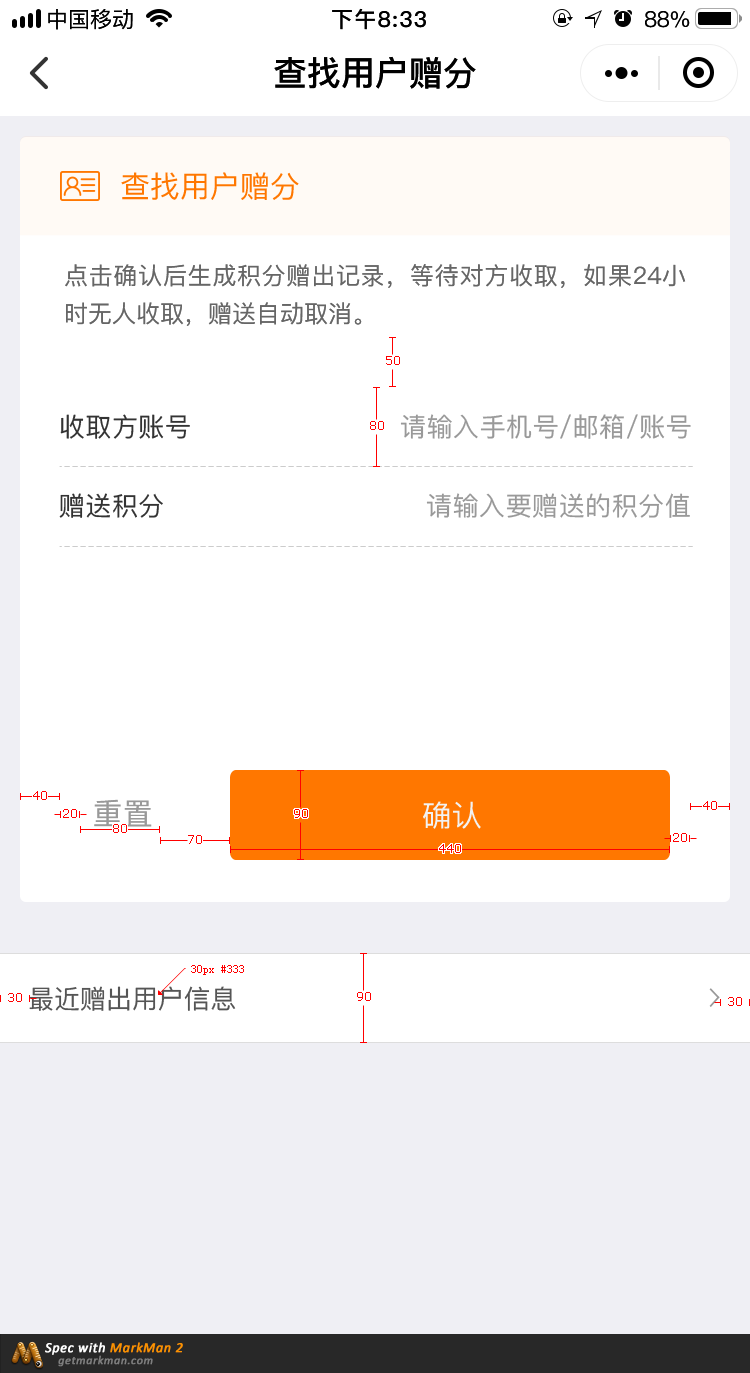 中国移动 下午8:33 88%
查找用户赠分
查找用户赠分
点击确认后生成积分赠出记录，等待对方收取，如果24小
时无人收取，赠送自动取消。
50
收取方账号 80 请输入手机号/邮箱/账号
赠送积分 请输入要赠送的积分值
40 20 重置 80 70 90 确认 440 20 40
30px #333
30 最近赠出用户信息 90 30
Spec with MarkMan 2
getmarkman.com